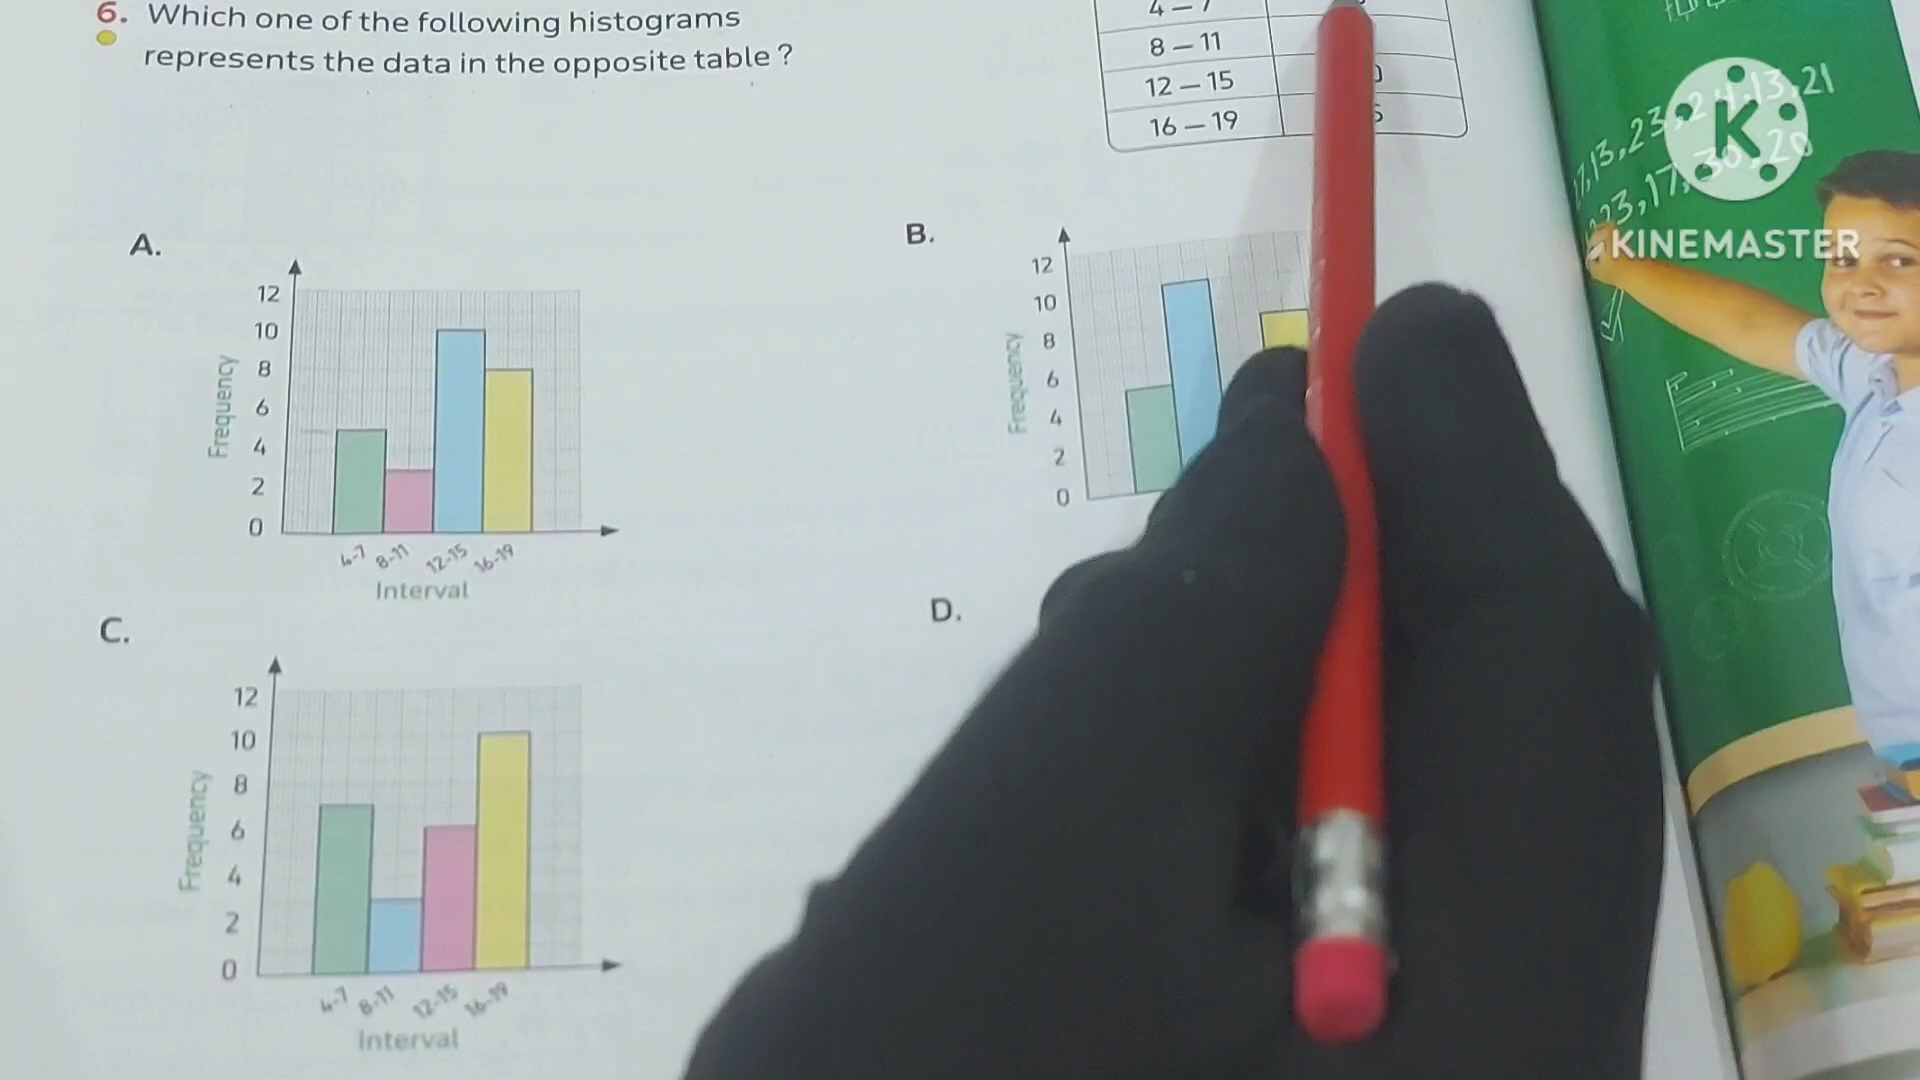 6. Which one of the following histograms
represents the data in the opposite table ?
4 – 7
8 – 11
12 – 15
16 – 19
A.
Frequency
12
10
8
6
4
2
0
4-7 8-11 12-15 16-19
Interval
B.
Frequency
12
10
8
6
4
2
0
C.
Frequency
12
10
8
6
4
2
0
4-7 8-11 12-15 16-19
Interval
D.
K
KINEMASTER